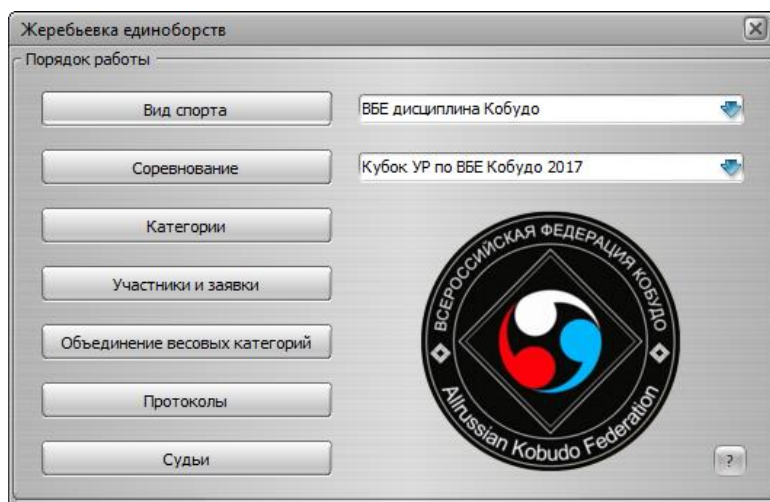 Жеребьевка единоборств
Порядок работы
Вид спорта
ВБЕ дисциплина Кобудо
Соревнование
Кубок УР по ВБЕ Кобудо 2017
Категории
Участники и заявки
Объединение весовых категорий
Протоколы
Судьи
ВСЕРОССИЙСКАЯ ФЕДЕРАЦИЯ КОБУДО
Allrussian Kobudo Federation
?